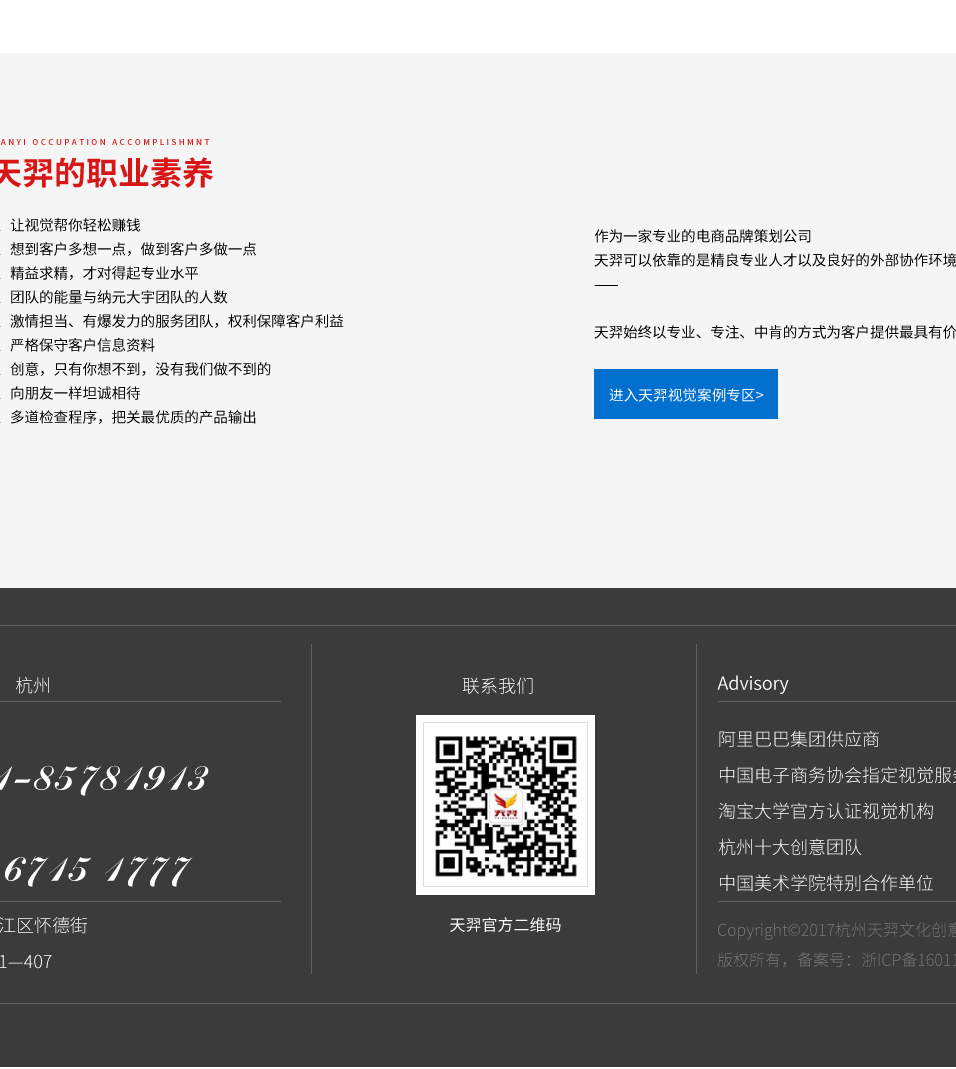 ANYI OCCUPATION ACCOMPLISHMNT
天羿的职业素养
、让视觉帮你轻松赚钱
、想到客户多想一点，做到客户多做一点
、精益求精，才对得起专业水平
、团队的能量与纳元大宇团队的人数
、激情担当、有爆发力的服务团队，权利保障客户利益
、严格保守客户信息资料
、创意，只有你想不到，没有我们做不到的
、向朋友一样坦诚相待
、多道检查程序，把关最优质的产品输出
作为一家专业的电商品牌策划公司
天羿可以依靠的是精良专业人才以及良好的外部协作环境
——
天羿始终以专业、专注、中肯的方式为客户提供最具有价
进入天羿视觉案例专区>
杭州
1-85781913
6715 1777
江区怀德街
1—407
联系我们
天羿
天羿官方二维码
Advisory
阿里巴巴集团供应商
中国电子商务协会指定视觉服务
淘宝大学官方认证视觉机构
杭州十大创意团队
中国美术学院特别合作单位
Copyright©2017杭州天羿文化创意
版权所有，备案号：浙ICP备16011